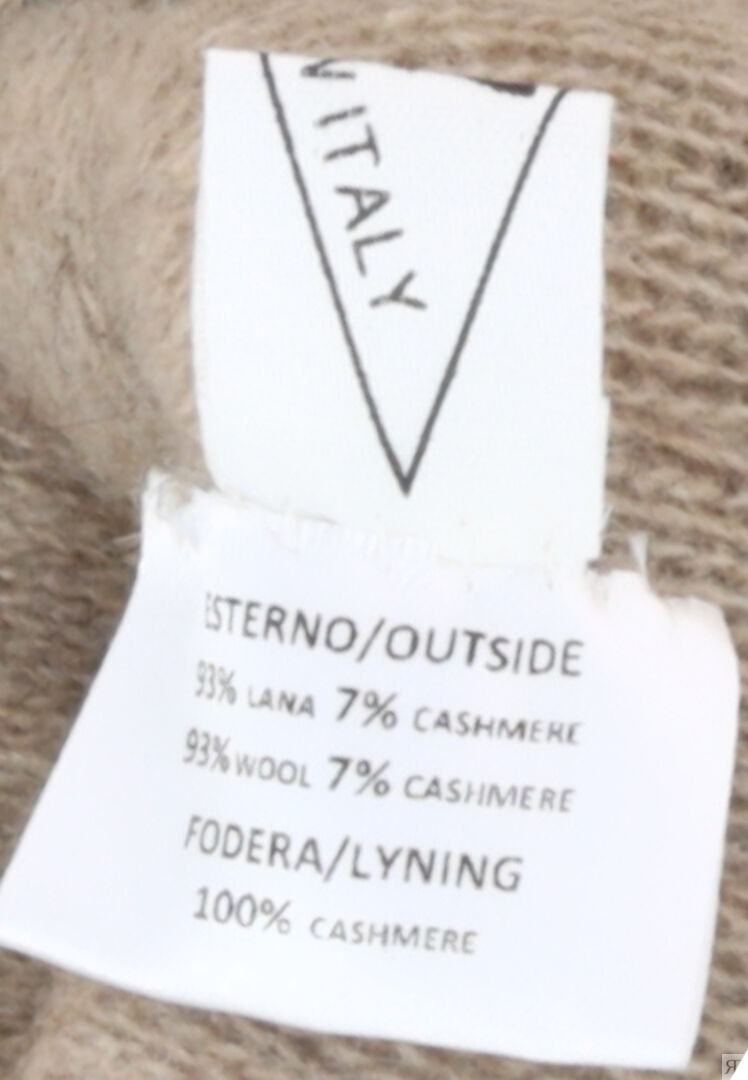 N ITALY
ESTERNO/OUTSIDE
93% LANA 7% CASHMERE
93% WOOL 7% CASHMERE
FODERA/LYNING
100% CASHMERE
Я